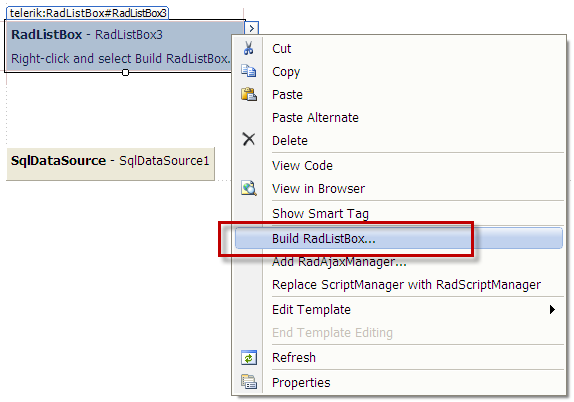 telerik:RadListBox#RadListBox3
RadListBox - RadListBox3
Right-click and select Build RadListBox.
SqlDataSource - SqlDataSource1
Cut
Copy
Paste
Paste Alternate
Delete
View Code
View in Browser
Show Smart Tag
Build RadListBox...
Add RadAjaxManager...
Replace ScriptManager with RadScriptManager
Edit Template
End Template Editing
Refresh
Properties